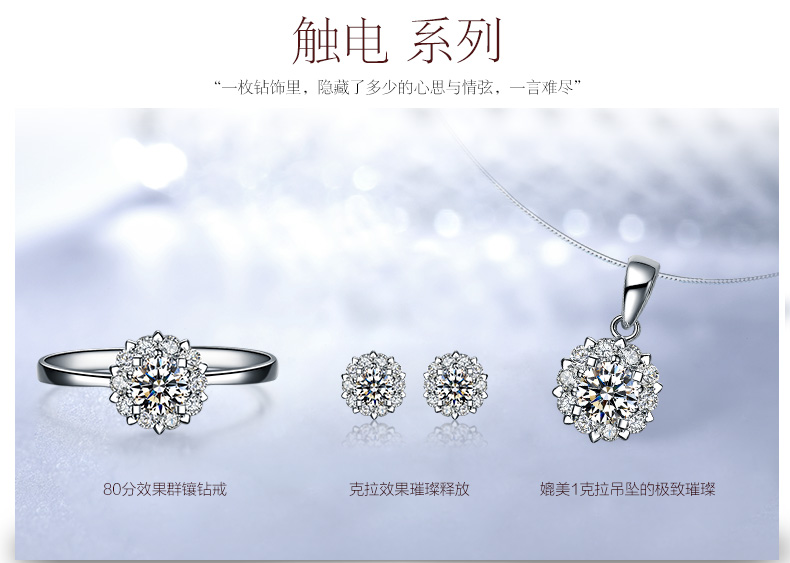 触电 系列
“一枚钻饰里，隐藏了多少的心思与情弦，一言难尽”
80分效果群镶钻戒
克拉效果璀璨释放
媲美1克拉吊坠的极致璀璨